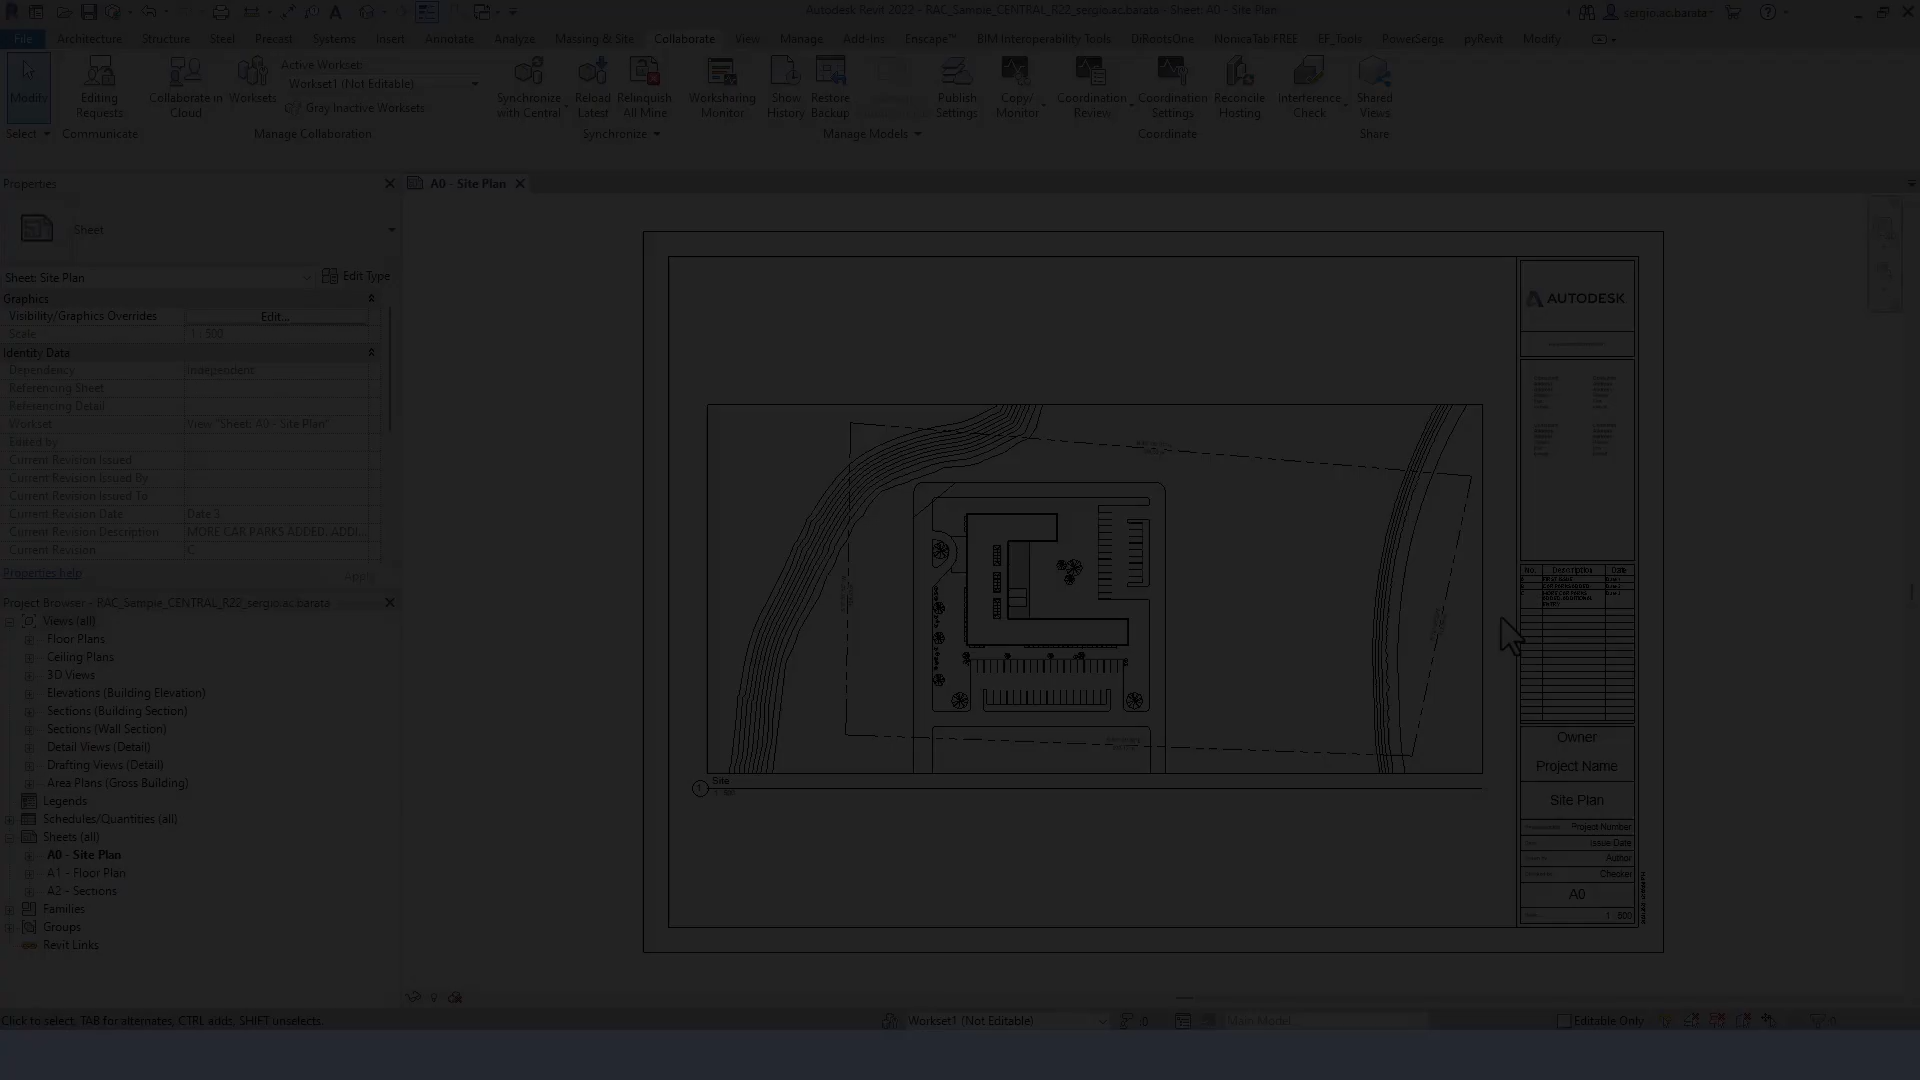 Autodesk Revit 2022 - RAC_Sample_CENTRAL_R22_sergio.ac.barata - Sheet: A0 - Site Plan
sergio.ac.barata
File Architecture Structure Steel Precast Systems Insert Annotate Analyze Massing & Site Collaborate View Manage Add-Ins Enscape™ BIM Interoperability Tools DiRootsOne NonicaTab FREE EF_Tools PowerSerge pyRevit Modify
Modify
Editing Requests
Collaborate in Cloud
Worksets
Active Workset:
Workset1 (Not Editable)
Gray Inactive Worksets
Synchronize with Central
Reload Latest
Relinquish All Mine
Worksharing Monitor
Show History
Restore Backup
Publish Settings
Copy/ Monitor
Coordination Review
Coordination Settings
Reconcile Hosting
Interference Check
Shared Views
Select Communicate Manage Collaboration Synchronize Manage Models Coordinate Share
Properties
A0 - Site Plan
Sheet
Sheet: Site Plan
Edit Type
Graphics
Visibility/Graphics Overrides Edit...
Scale 1 : 500
Identity Data
Dependency Independent
Referencing Sheet
Referencing Detail
Workset View "Sheet: A0 - Site Plan"
Edited by
Current Revision Issued
Current Revision Issued By
Current Revision Issued To
Current Revision Date Date 3
Current Revision Description MORE CAR PARKS ADDED. ADDI...
Current Revision C
Properties help
Apply
Project Browser - RAC_Sample_CENTRAL_R22_sergio.ac.barata
Views (all)
Floor Plans
Ceiling Plans
3D Views
Elevations (Building Elevation)
Sections (Building Section)
Sections (Wall Section)
Detail Views (Detail)
Drafting Views (Detail)
Area Plans (Gross Building)
Legends
Schedules/Quantities (all)
Sheets (all)
A0 - Site Plan
A1 - Floor Plan
A2 - Sections
Families
Groups
Revit Links
AUTODESK
No. Description Date
Owner
Project Name
Site Plan
Project Number
Issue Date
Author
Checker
A0
1 : 500
1
Site
Click to select, TAB for alternates, CTRL adds, SHIFT unselects.
Workset1 (Not Editable)
Main Model
Editable Only